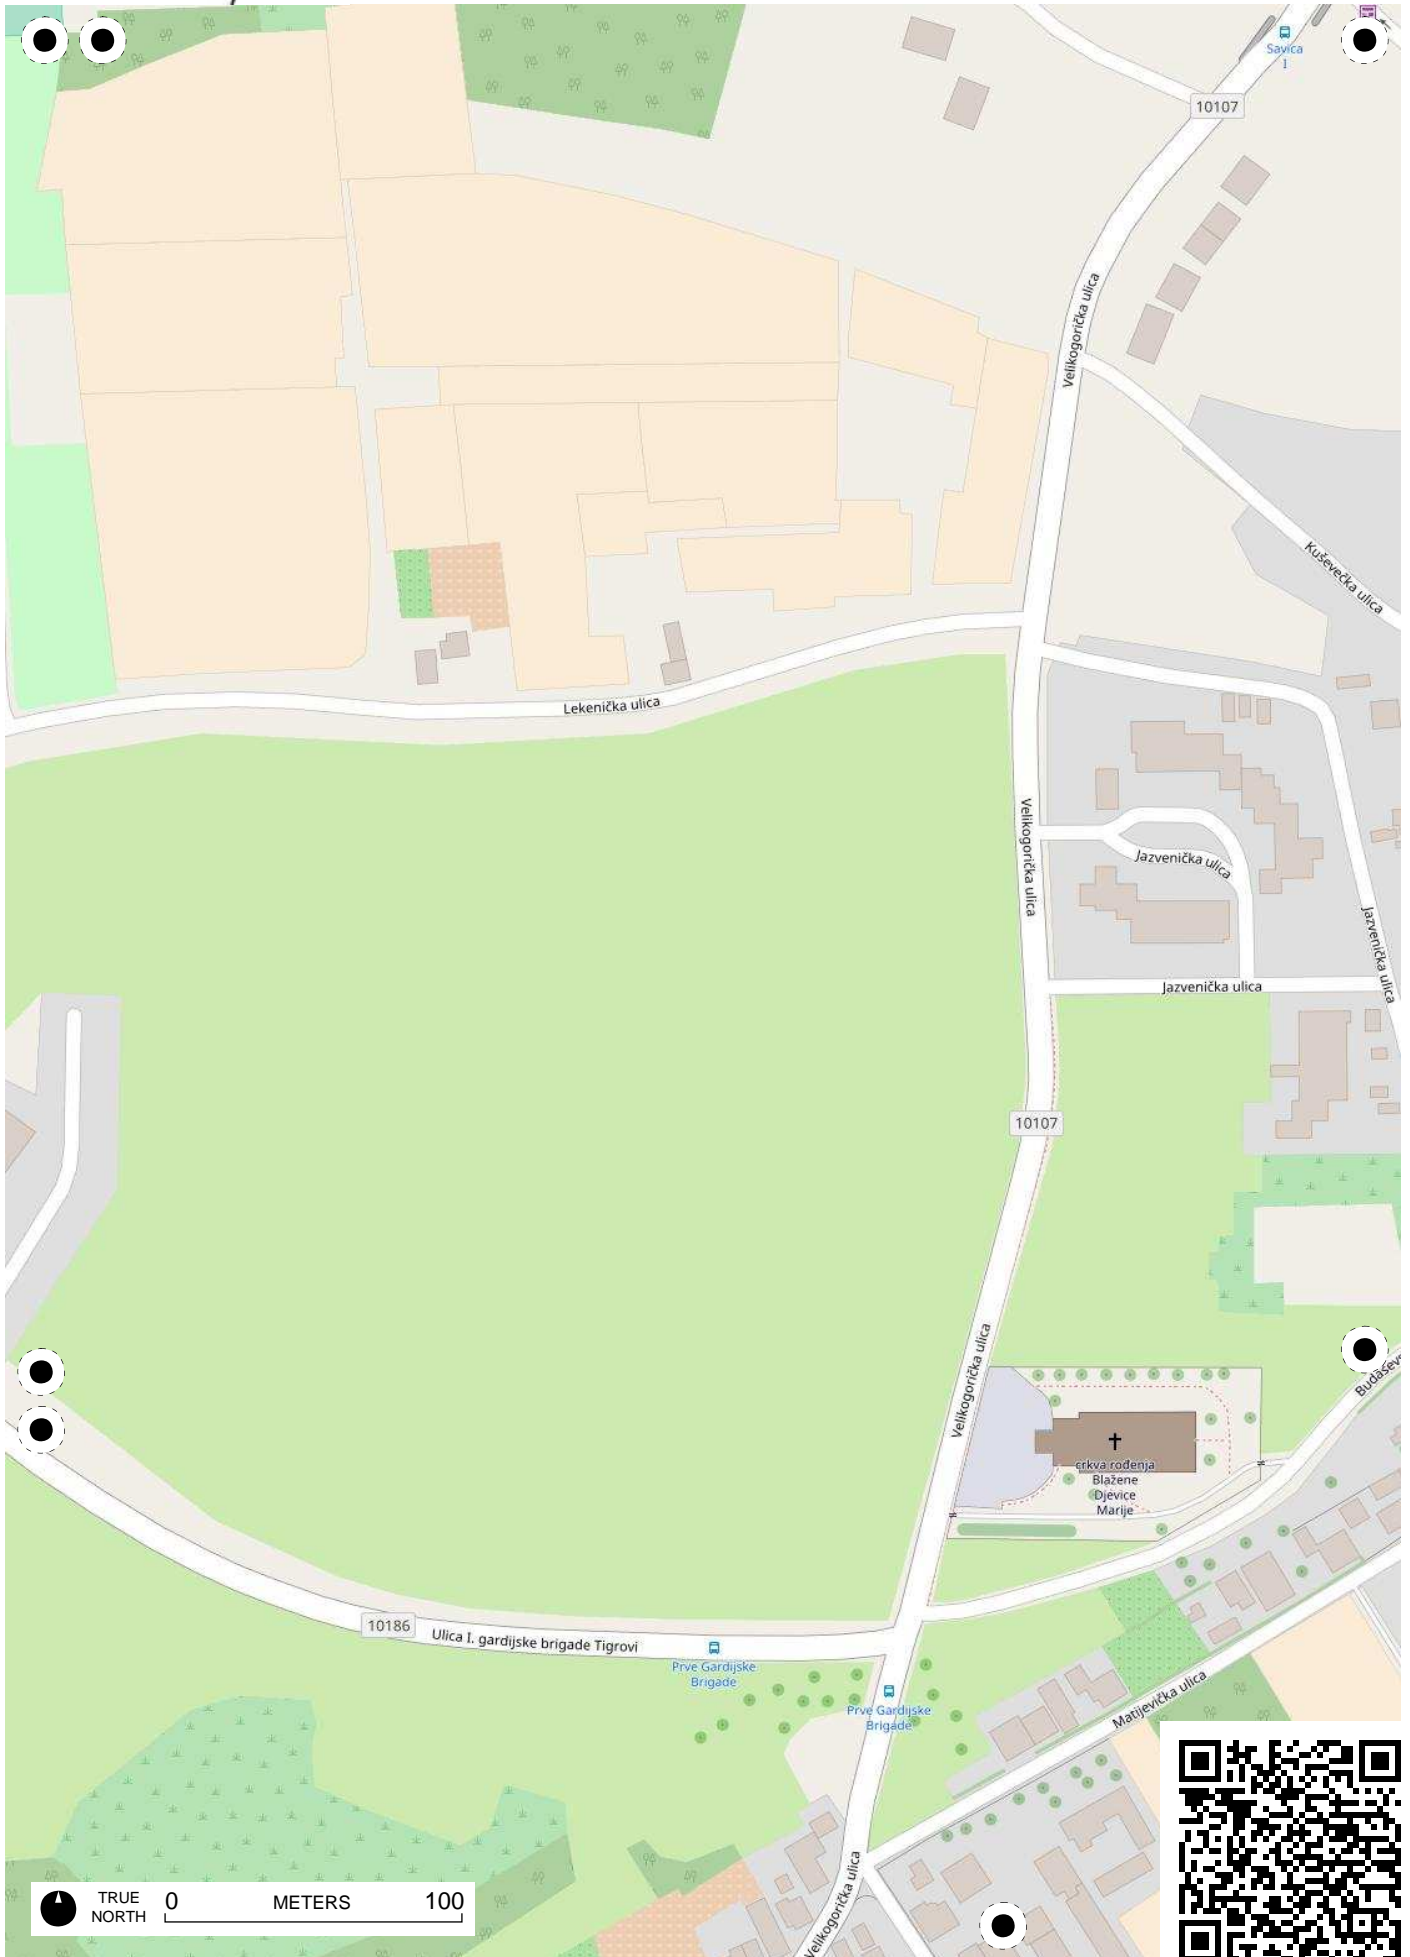 Savica
I
10107
Velikogorička ulica
Kuševečka ulica
Lekenička ulica
Velikogorička ulica
Jazvenička ulica
Jazvenička ulica
Jazvenička ulica
10107
Velikogorička ulica
crkva rođenja
Blažene
Djevice
Marije
10186
Ulica I. gardijske brigade Tigrovi
Prve Gardijske
Brigade
Prve Gardijske
Brigade
Matijevička ulica
Velikogorička ulica
TRUE
NORTH
0 METERS 100